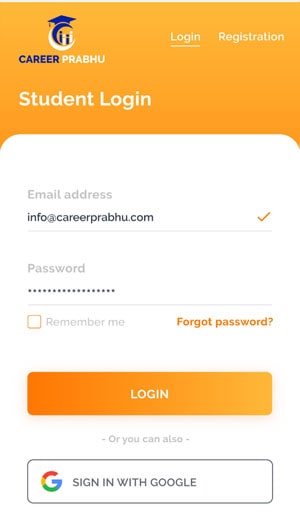 Login Registration
CAREER PRABHU
Student Login
Email address
info@careerprabhu.com
Password
******************
Remember me Forgot password?
LOGIN
- Or you can also -
SIGN IN WITH GOOGLE